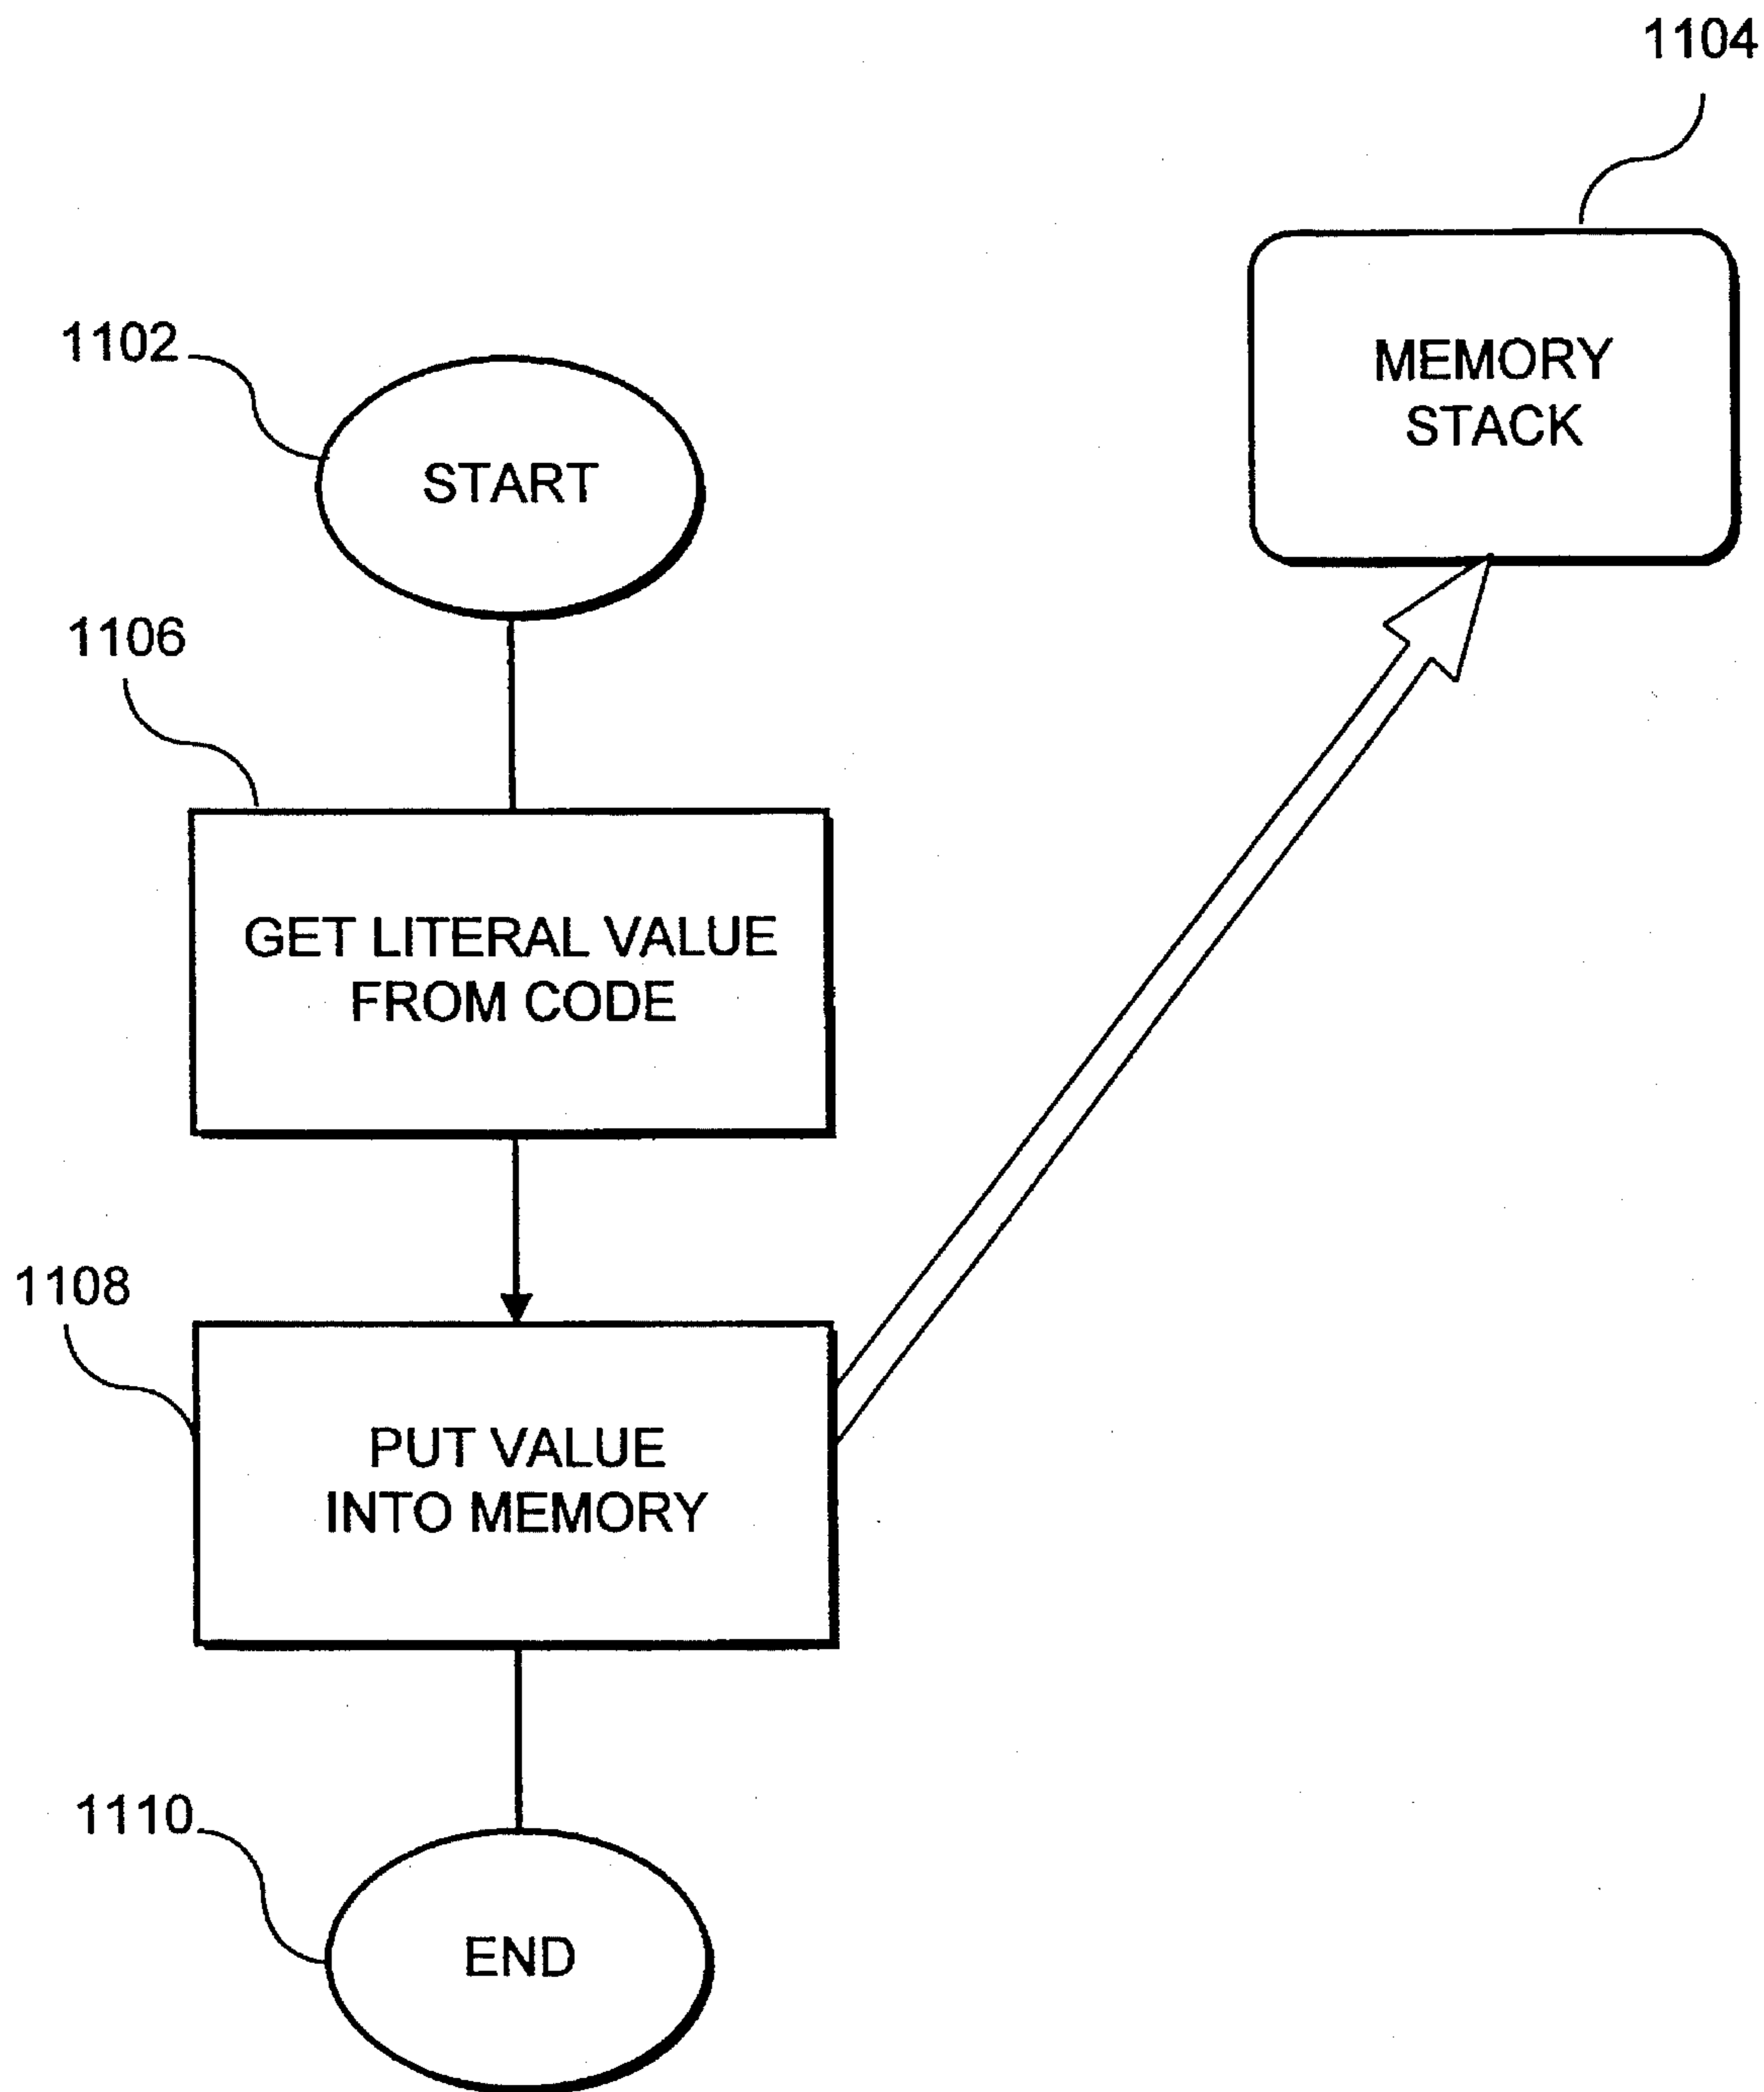 1104
MEMORY
STACK
1102
START
1106
GET LITERAL VALUE
FROM CODE
1108
PUT VALUE
INTO MEMORY
1110
END